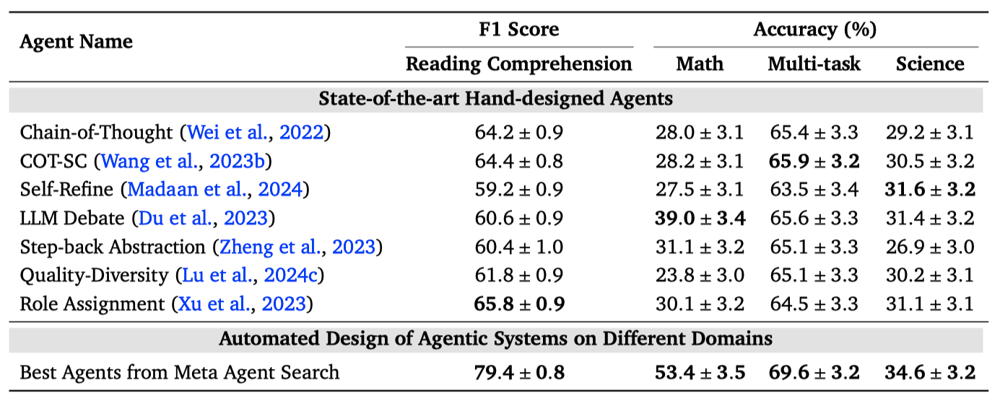 Agent Name F1 Score Accuracy (%)
Reading Comprehension Math Multi-task Science
State-of-the-art Hand-designed Agents
Chain-of-Thought (Wei et al., 2022) 64.2 ± 0.9 28.0 ± 3.1 65.4 ± 3.3 29.2 ± 3.1
COT-SC (Wang et al., 2023b) 64.4 ± 0.8 28.2 ± 3.1 65.9 ± 3.2 30.5 ± 3.2
Self-Refine (Madaan et al., 2024) 59.2 ± 0.9 27.5 ± 3.1 63.5 ± 3.4 31.6 ± 3.2
LLM Debate (Du et al., 2023) 60.6 ± 0.9 39.0 ± 3.4 65.6 ± 3.3 31.4 ± 3.2
Step-back Abstraction (Zheng et al., 2023) 60.4 ± 1.0 31.1 ± 3.2 65.1 ± 3.3 26.9 ± 3.0
Quality-Diversity (Lu et al., 2024c) 61.8 ± 0.9 23.8 ± 3.0 65.1 ± 3.3 30.2 ± 3.1
Role Assignment (Xu et al., 2023) 65.8 ± 0.9 30.1 ± 3.2 64.5 ± 3.3 31.1 ± 3.1
Automated Design of Agentic Systems on Different Domains
Best Agents from Meta Agent Search 79.4 ± 0.8 53.4 ± 3.5 69.6 ± 3.2 34.6 ± 3.2